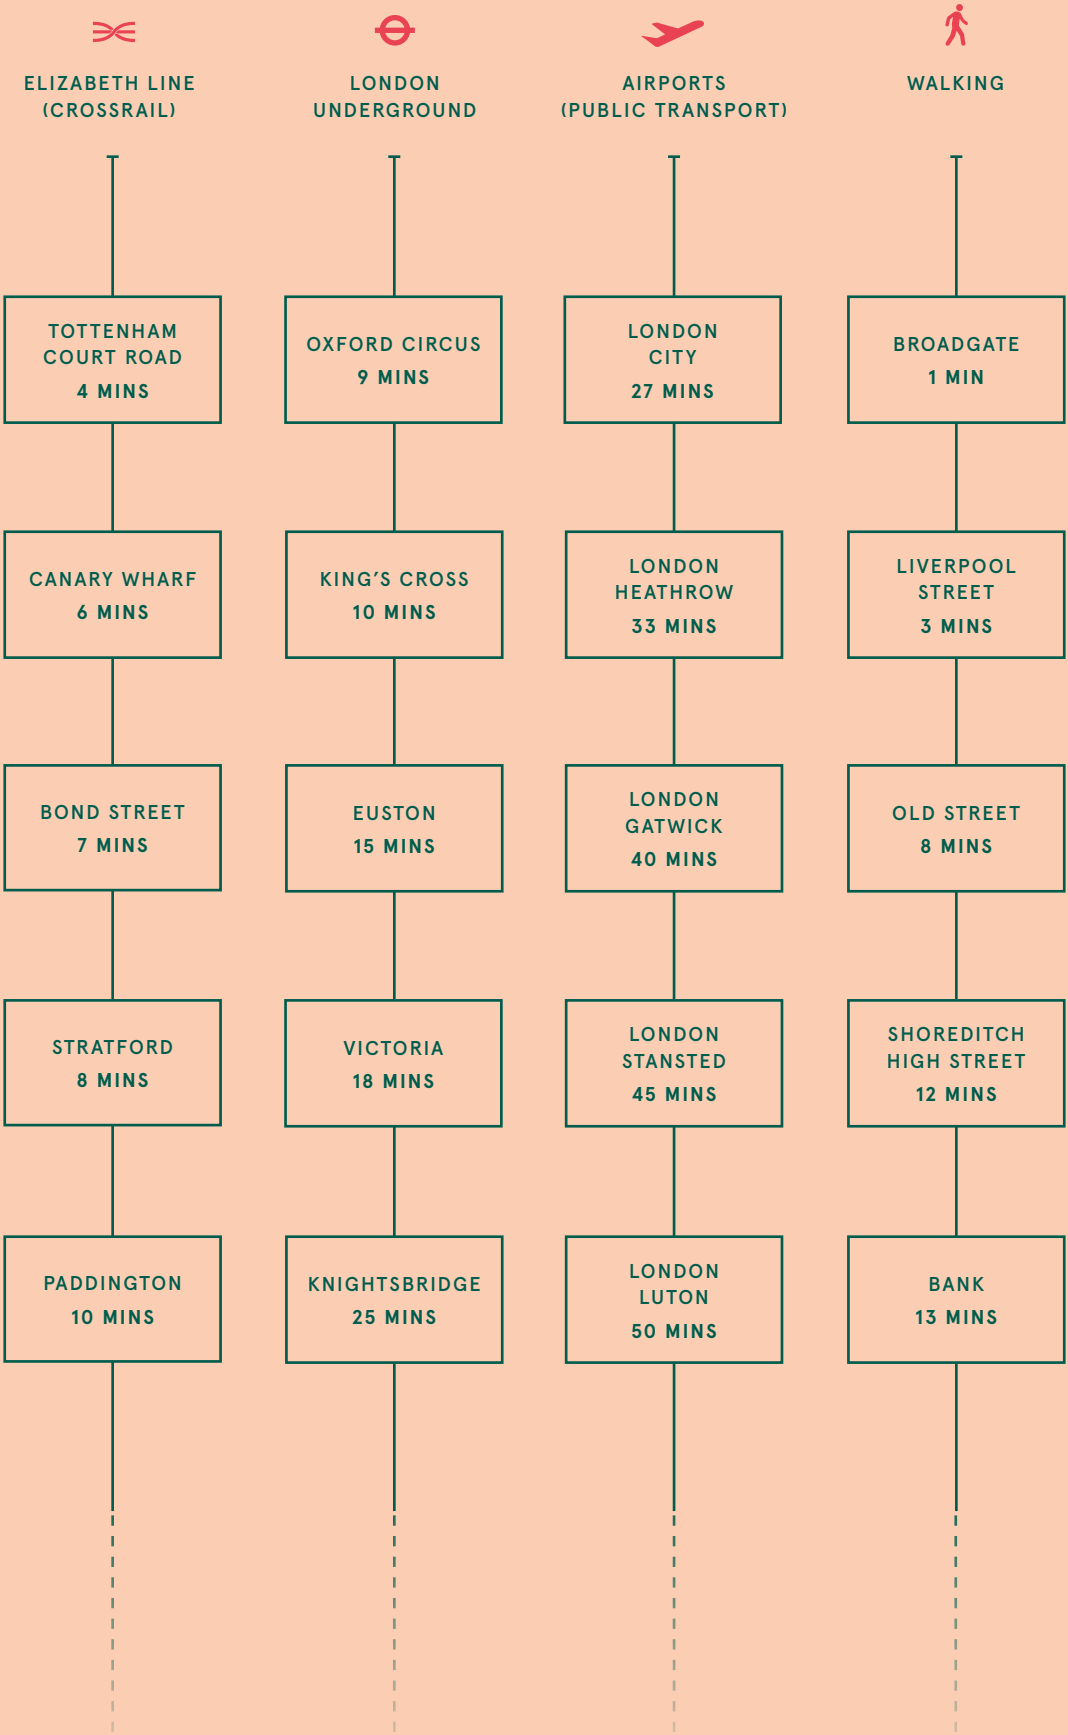 ELIZABETH LINE
(CROSSRAIL)
TOTTENHAM
COURT ROAD
4 MINS
CANARY WHARF
6 MINS
BOND STREET
7 MINS
STRATFORD
8 MINS
PADDINGTON
10 MINS
LONDON
UNDERGROUND
OXFORD CIRCUS
9 MINS
KING’S CROSS
10 MINS
EUSTON
15 MINS
VICTORIA
18 MINS
KNIGHTSBRIDGE
25 MINS
AIRPORTS
(PUBLIC TRANSPORT)
LONDON
CITY
27 MINS
LONDON
HEATHROW
33 MINS
LONDON
GATWICK
40 MINS
LONDON
STANSTED
45 MINS
LONDON
LUTON
50 MINS
WALKING
BROADGATE
1 MIN
LIVERPOOL
STREET
3 MINS
OLD STREET
8 MINS
SHOREDITCH
HIGH STREET
12 MINS
BANK
13 MINS